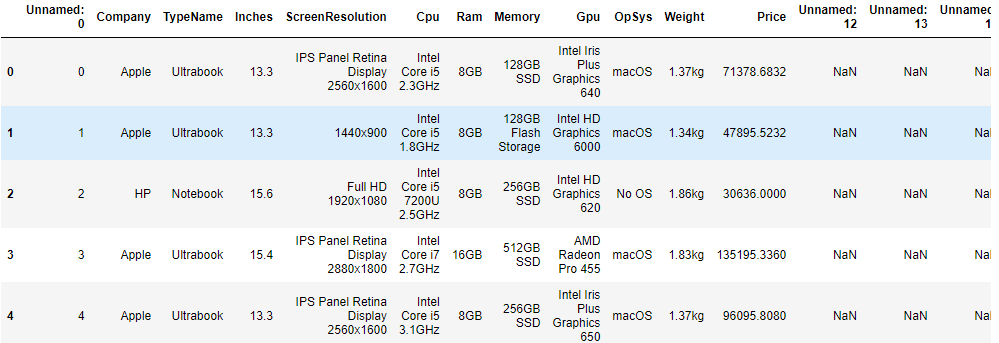 Unnamed: 0 Company TypeName Inches ScreenResolution Cpu Ram Memory Gpu OpSys Weight Price Unnamed: 12 Unnamed: 13 Unnamed: 1
0 0 Apple Ultrabook 13.3 IPS Panel Retina Display 2560x1600 Intel Core i5 2.3GHz 8GB 128GB SSD Intel Iris Plus Graphics 640 macOS 1.37kg 71378.6832 NaN NaN Na
1 1 Apple Ultrabook 13.3 1440x900 Intel Core i5 1.8GHz 8GB 128GB Flash Storage Intel HD Graphics 6000 macOS 1.34kg 47895.5232 NaN NaN Na
2 2 HP Notebook 15.6 Full HD 1920x1080 Intel Core i5 7200U 2.5GHz 8GB 256GB SSD Intel HD Graphics 620 No OS 1.86kg 30636.0000 NaN NaN Na
3 3 Apple Ultrabook 15.4 IPS Panel Retina Display 2880x1800 Intel Core i7 2.7GHz 16GB 512GB SSD AMD Radeon Pro 455 macOS 1.83kg 135195.3360 NaN NaN Na
4 4 Apple Ultrabook 13.3 IPS Panel Retina Display 2560x1600 Intel Core i5 3.1GHz 8GB 256GB SSD Intel Iris Plus Graphics 650 macOS 1.37kg 96095.8080 NaN NaN Na